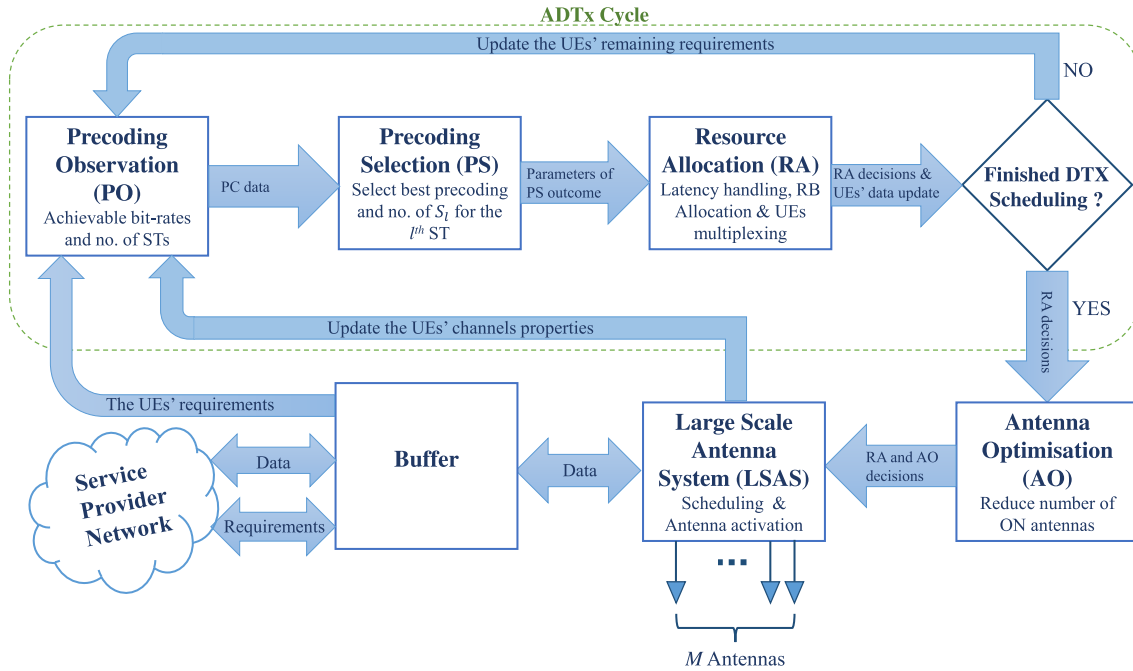 ADTx Cycle
Update the UEs' remaining requirements
NO
Precoding
Observation
(PO)
Achievable bit-rates
and no. of STs
PC data
Precoding
Selection (PS)
Select best precoding
and no. of S_l for the
l^th ST
Parameters of
PS outcome
Resource
Allocation (RA)
Latency handling, RB
Allocation & UEs
multiplexing
RA decisions &
UEs' data update
Finished DTX
Scheduling ?
YES
RA
decisions
Update the UEs' channels properties
The UEs' requirements
Service
Provider
Network
Data
Requirements
Buffer
Data
Large Scale
Antenna
System (LSAS)
Scheduling &
Antenna activation
RA and AO
decisions
Antenna
Optimisation
(AO)
Reduce number of
ON antennas
...
M Antennas